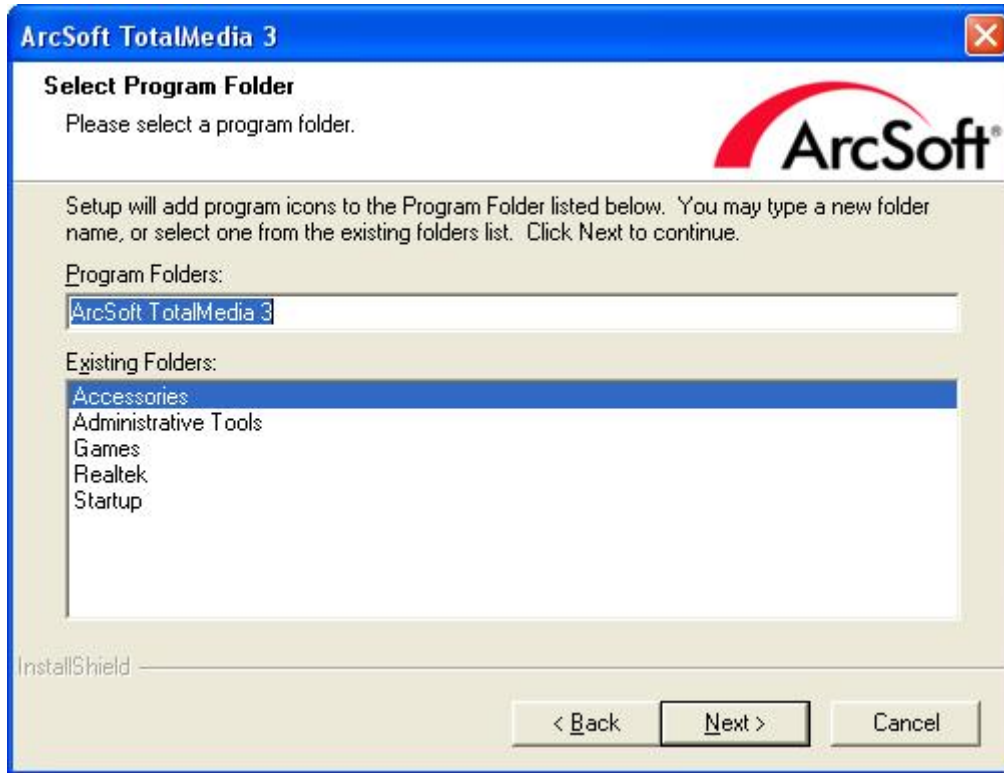 ArcSoft TotalMedia 3
Select Program Folder
Please select a program folder.
ArcSoft®
Setup will add program icons to the Program Folder listed below. You may type a new folder
name, or select one from the existing folders list. Click Next to continue.
Program Folders:
ArcSoft TotalMedia 3
Existing Folders:
Accessories
Administrative Tools
Games
Realtek
Startup
InstallShield
< Back
Next >
Cancel